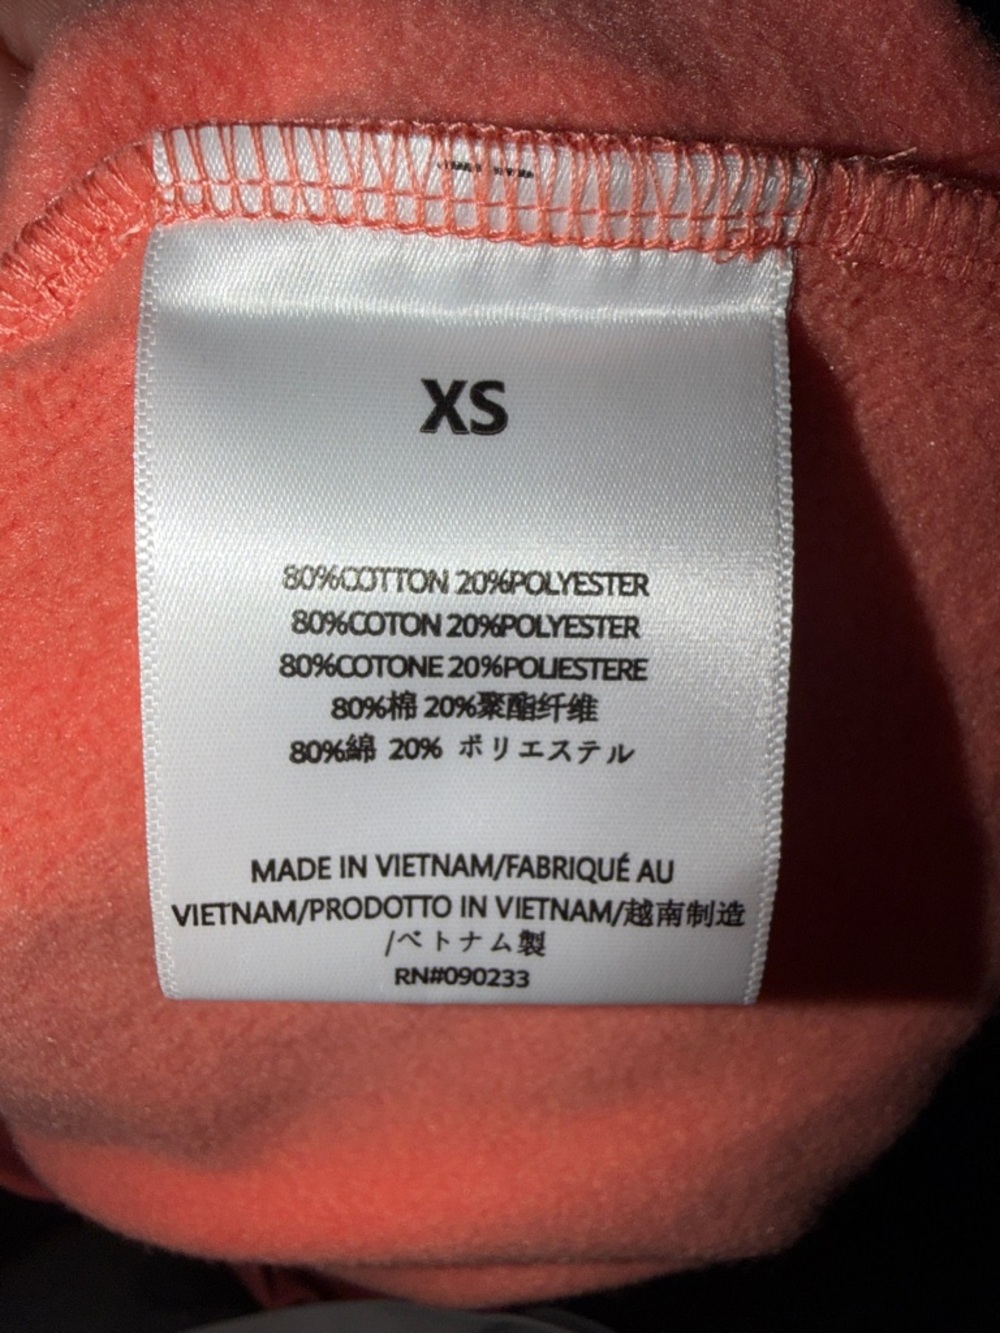 XS
80%COTTON 20%POLYESTER
80%COTON 20%POLYESTER
80%COTONE 20%POLIESTERE
80%棉 20%聚酯纤维
80%綿 20% ポリエステル
MADE IN VIETNAM/FABRIQUÉ AU
VIETNAM/PRODOTTO IN VIETNAM/越南制造
/ベトナム製
RN#090233